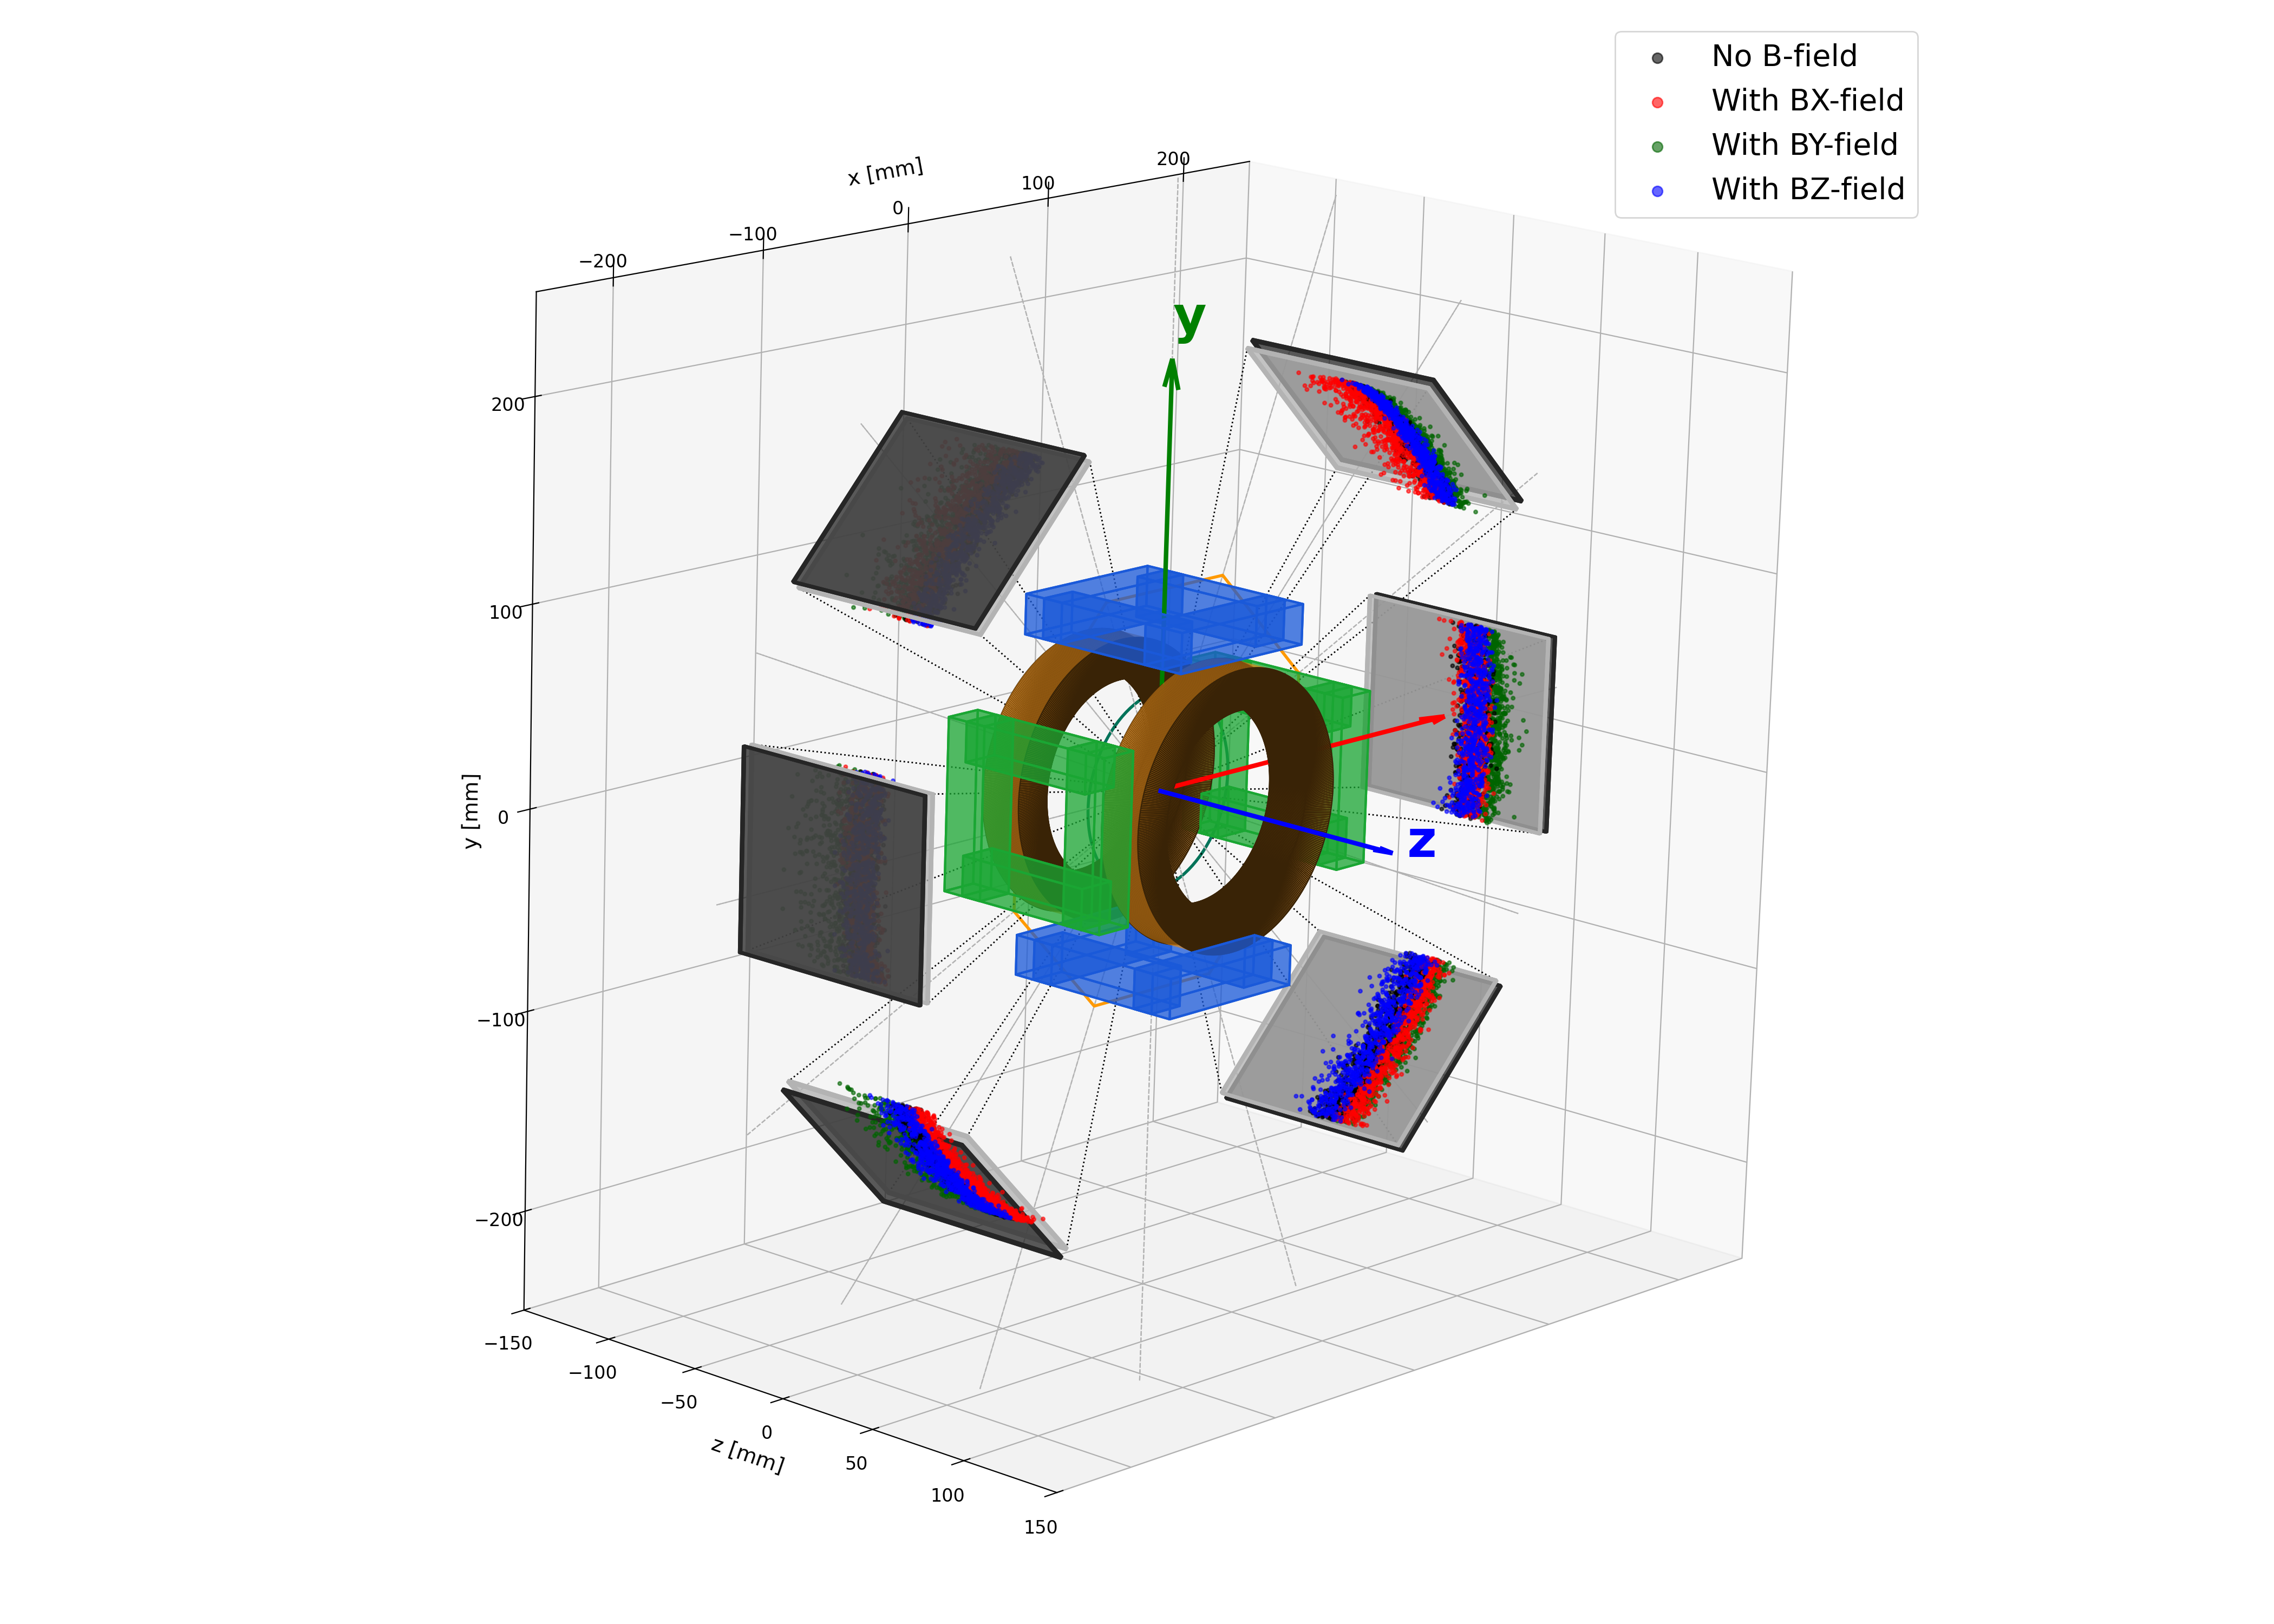 No B-field
With BX-field
With BY-field
With BZ-field
x [mm]
−200
−100
0
100
200
y
z
y [mm]
200
100
0
−100
−200
−150
−100
−50
0
50
100
150
z [mm]